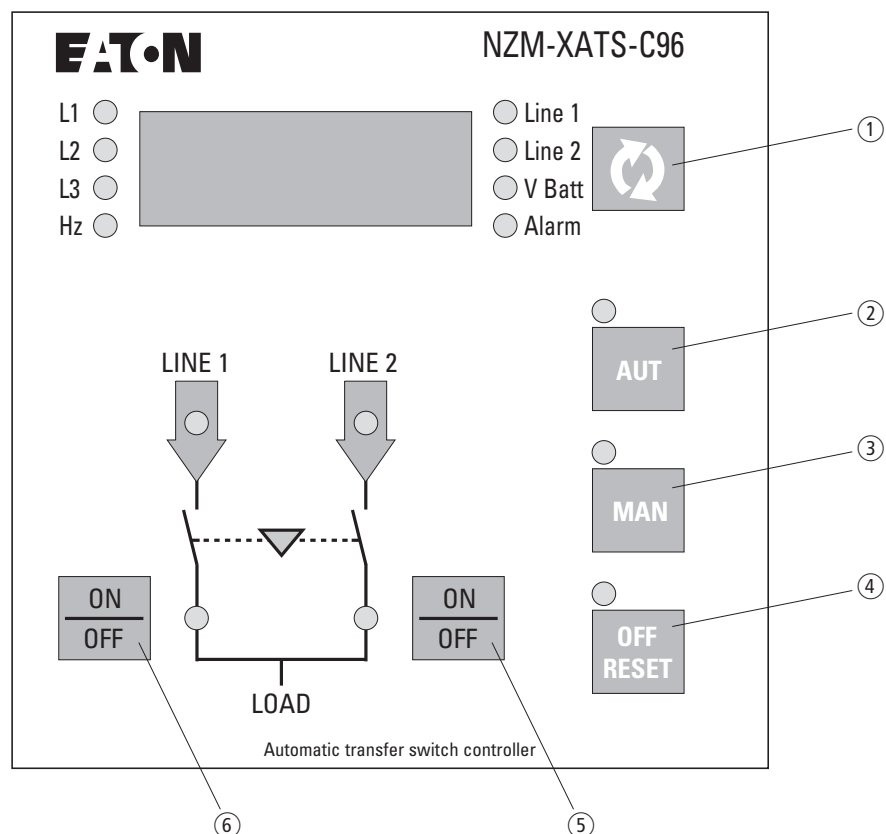 EATON
NZM-XATS-C96
L1
L2
L3
Hz
Line 1
Line 2
V Batt
Alarm
①
AUT
②
MAN
③
OFF
RESET
④
LINE 1
LINE 2
ON
OFF
ON
OFF
LOAD
Automatic transfer switch controller
⑥
⑤